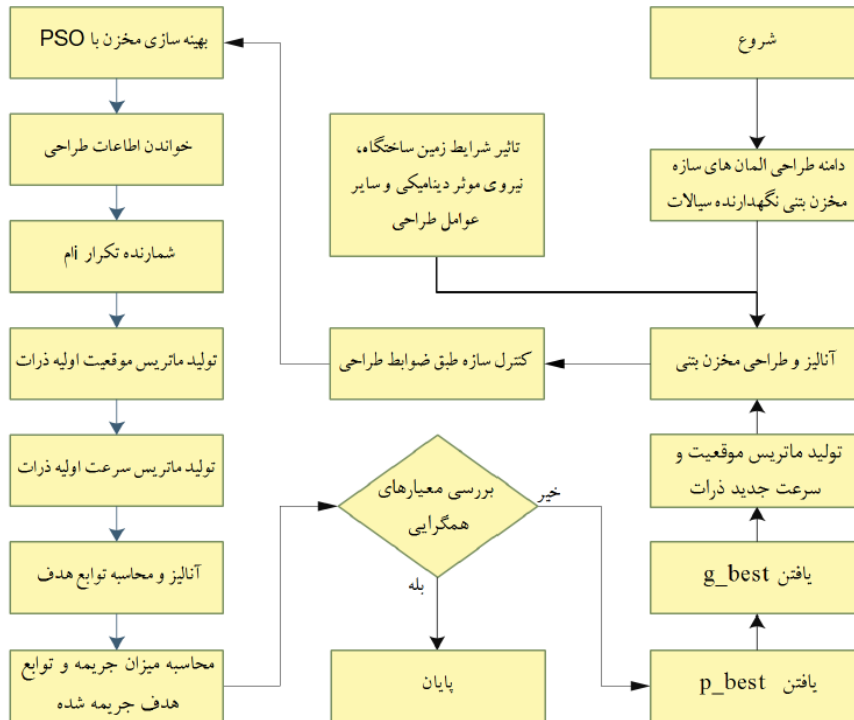 شروع
دامنه طراحی المان های سازه
مخزن بتنی نگهدارنده سیالات
تاثیر شرایط زمین ساختگاه،
نیروی موثر دینامیکی و سایر
عوامل طراحی
آنالیز و طراحی مخزن بتنی
کنترل سازه طبق ضوابط طراحی
بهینه سازی مخزن با PSO
خواندن اطاعات طراحی
شمارنده تکرار iام
تولید ماتریس موقعیت اولیه ذرات
تولید ماتریس سرعت اولیه ذرات
آنالیز و محاسبه توابع هدف
محاسبه میزان جریمه و توابع
هدف جریمه شده
بررسی معیارهای
همگرایی
بله
پایان
خیر
یافتن p_best
یافتن g_best
تولید ماتریس موقعیت و
سرعت جدید ذرات